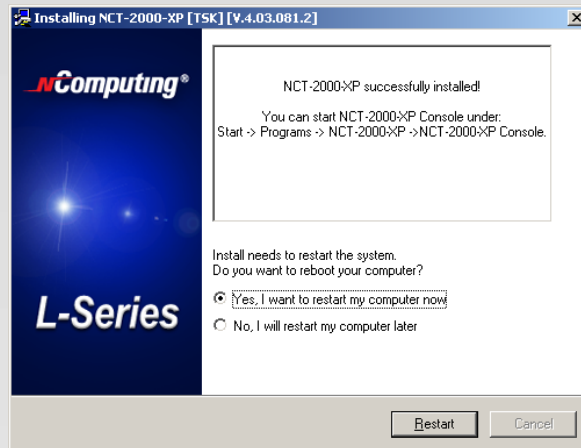 Installing NCT-2000-XP [TSK] [V.4.03.081.2]
NComputing®
NCT-2000-XP successfully installed!
You can start NCT-2000-XP Console under:
Start -> Programs -> NCT-2000-XP ->NCT-2000-XP Console.
Install needs to restart the system.
Do you want to reboot your computer?
Yes, I want to restart my computer now
No, I will restart my computer later
L-Series
Restart
Cancel